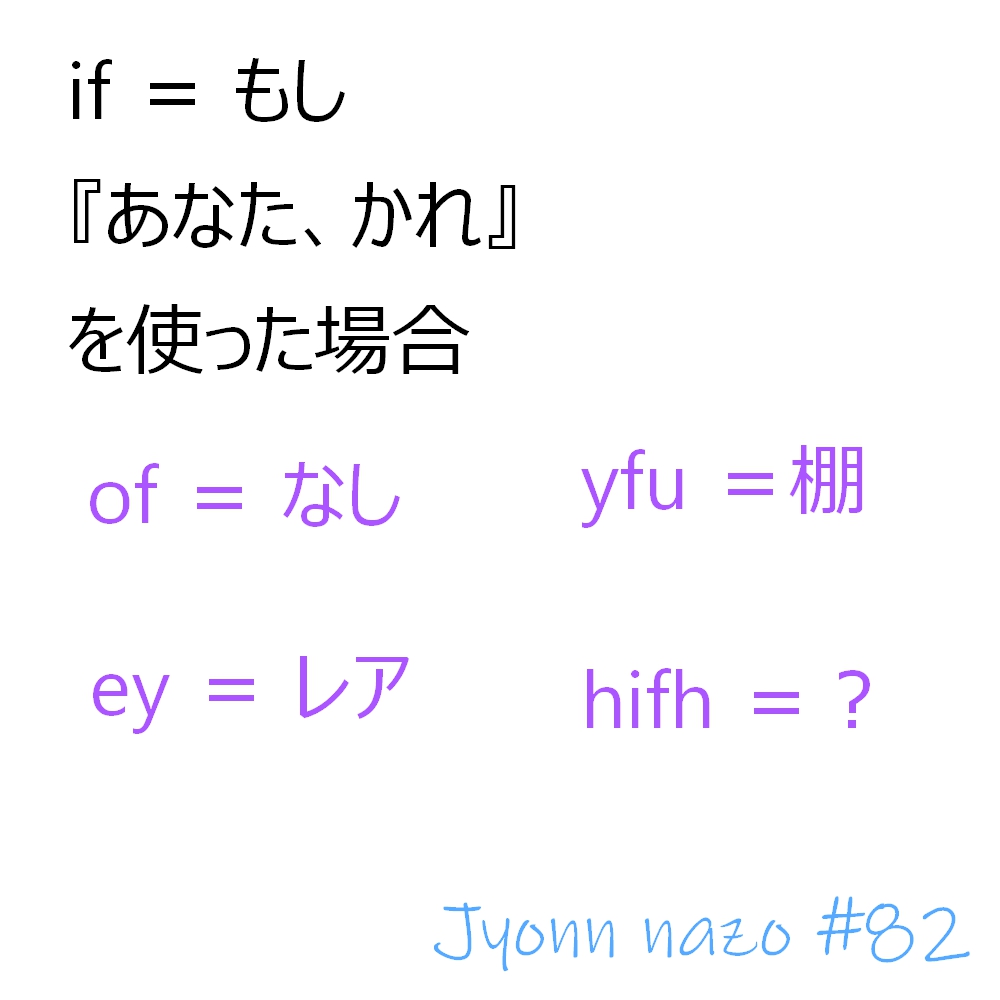 if = もし
『あなた、かれ』
を使った場合
of = なし
yfu = 棚
ey = レア
hifh = ?
Jyonn nazo #82